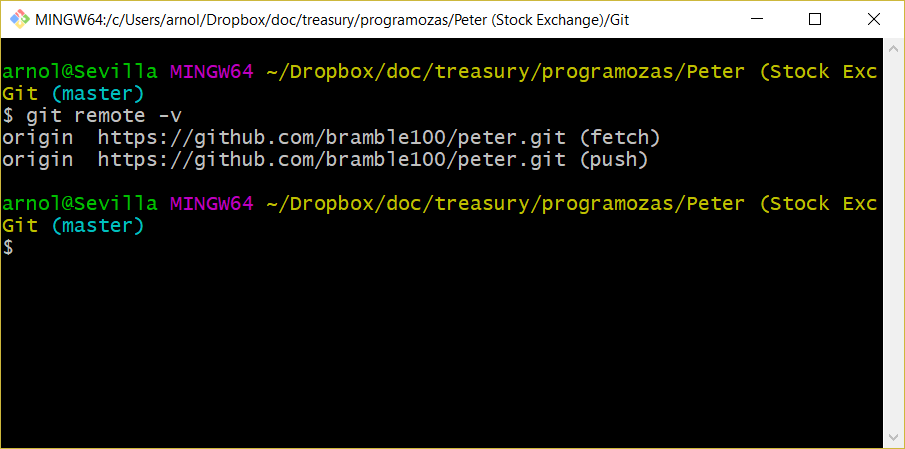 MINGW64:/c/Users/arnol/Dropbox/doc/treasury/programozas/Peter (Stock Exchange)/Git
arnol@Sevilla MINGW64 ~/Dropbox/doc/treasury/programozas/Peter (Stock Exc
Git (master)
$ git remote -v
origin  https://github.com/bramble100/peter.git (fetch)
origin  https://github.com/bramble100/peter.git (push)
arnol@Sevilla MINGW64 ~/Dropbox/doc/treasury/programozas/Peter (Stock Exc
Git (master)
$